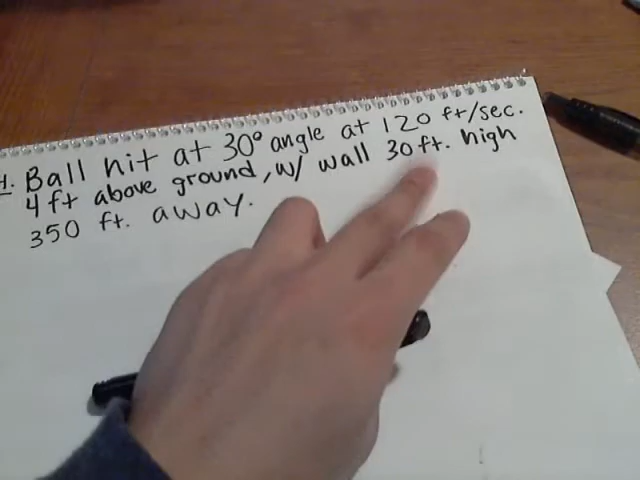 4. Ball hit at 30° angle at 120 ft/sec.
4 ft above ground, w/ wall 30 ft. high
350 ft. away.